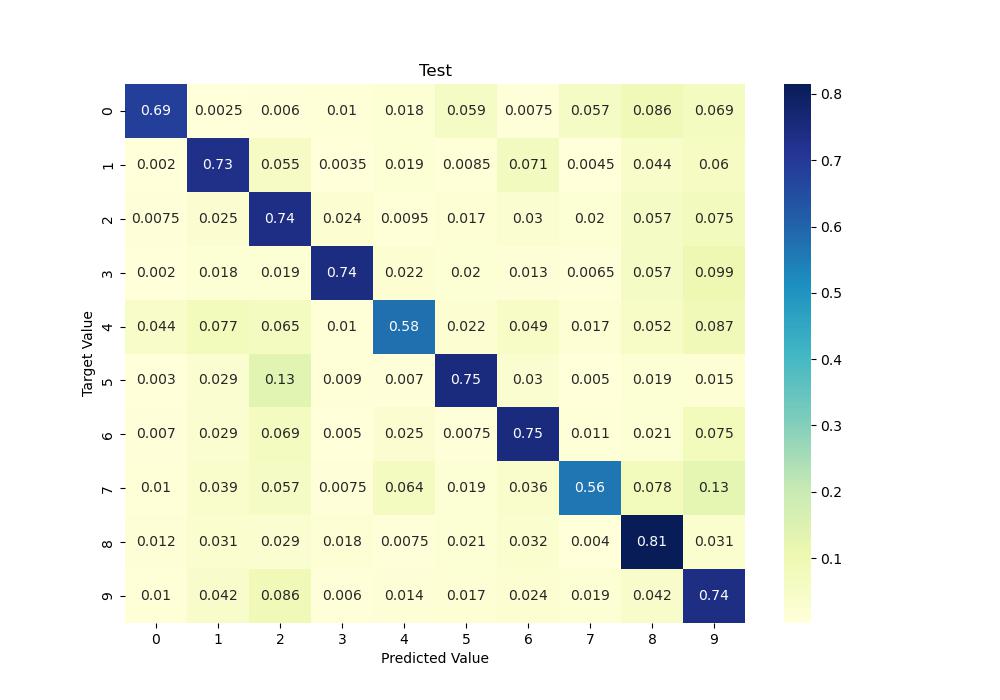 Test
0 0.69 0.0025 0.006 0.01 0.018 0.059 0.0075 0.057 0.086 0.069
1 0.002 0.73 0.055 0.0035 0.019 0.0085 0.071 0.0045 0.044 0.06
2 0.0075 0.025 0.74 0.024 0.0095 0.017 0.03 0.02 0.057 0.075
3 0.002 0.018 0.019 0.74 0.022 0.02 0.013 0.0065 0.057 0.099
4 0.044 0.077 0.065 0.01 0.58 0.022 0.049 0.017 0.052 0.087
5 0.003 0.029 0.13 0.009 0.007 0.75 0.03 0.005 0.019 0.015
6 0.007 0.029 0.069 0.005 0.025 0.0075 0.75 0.011 0.021 0.075
7 0.01 0.039 0.057 0.0075 0.064 0.019 0.036 0.56 0.078 0.13
8 0.012 0.031 0.029 0.018 0.0075 0.021 0.032 0.004 0.81 0.031
9 0.01 0.042 0.086 0.006 0.014 0.017 0.024 0.019 0.042 0.74
0 1 2 3 4 5 6 7 8 9
Predicted Value
Target Value
0.8
0.7
0.6
0.5
0.4
0.3
0.2
0.1